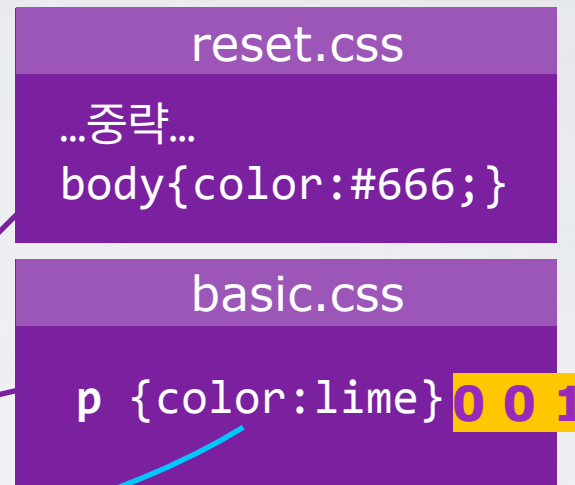 reset.css
…중략…
body{color:#666;}
basic.css
p {color:lime} 0 0 1